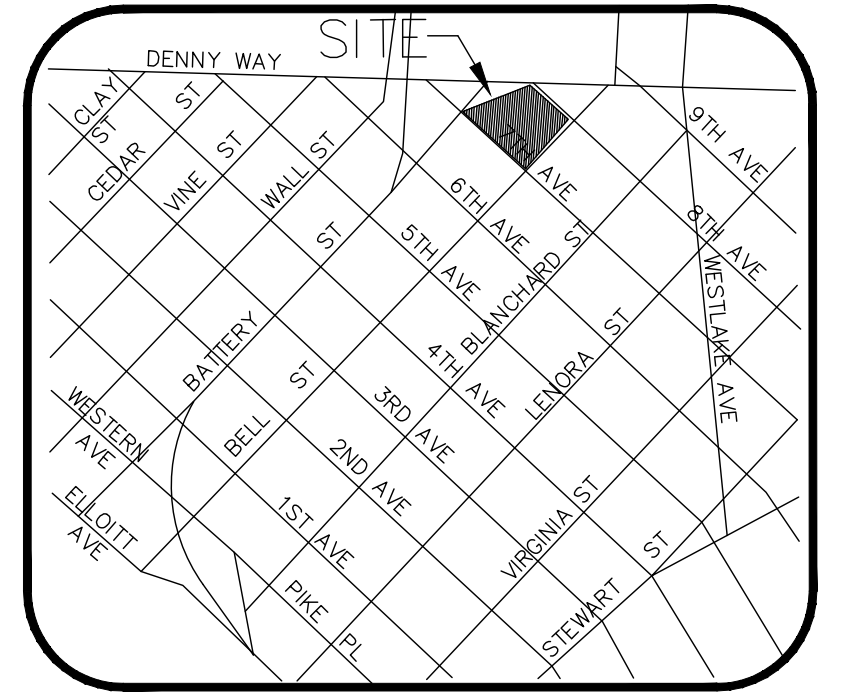 SITE
DENNY WAY
CLAY ST
CEDAR ST
VINE ST
WALL ST
BATTERY ST
BELL ST
BLANCHARD ST
LENORA ST
VIRGINIA ST
STEWART ST
9TH AVE
8TH AVE
WESTLAKE AVE
7TH AVE
6TH AVE
5TH AVE
4TH AVE
3RD AVE
2ND AVE
1ST AVE
PIKE PL
WESTERN AVE
ELLOITT AVE